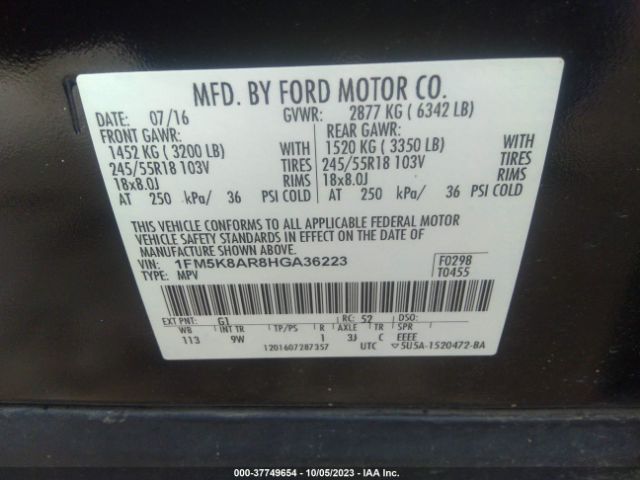 MFD. BY FORD MOTOR CO.
DATE: 07/16 GVWR: 2877 KG ( 6342 LB)
FRONT GAWR: REAR GAWR:
1452 KG ( 3200 LB) 1520 KG ( 3350 LB)
245/55R18 103V TIRES 245/55R18 103V TIRES
18x8.0J RIMS 18x8.0J RIMS
AT 250 kPa/ 36 PSI COLD AT 250 kPa/ 36 PSI COLD
THIS VEHICLE CONFORMS TO ALL APPLICABLE FEDERAL MOTOR
VEHICLE SAFETY STANDARDS IN EFFECT ON THE DATE OF
MANUFACTURE SHOWN ABOVE.
VIN: 1FM5K8AR8HGA36223 F0298
TYPE: MPV T0455
EXT PNT: G1 RC: 52 DSO:
WB INT TR TP/PS R AXLE TR SPR
113 9W 1 3J C EEEE
1201607287357 UTC ▽5U5A-1520472-BA
000-37749654 - 10/05/2023 - IAA Inc.